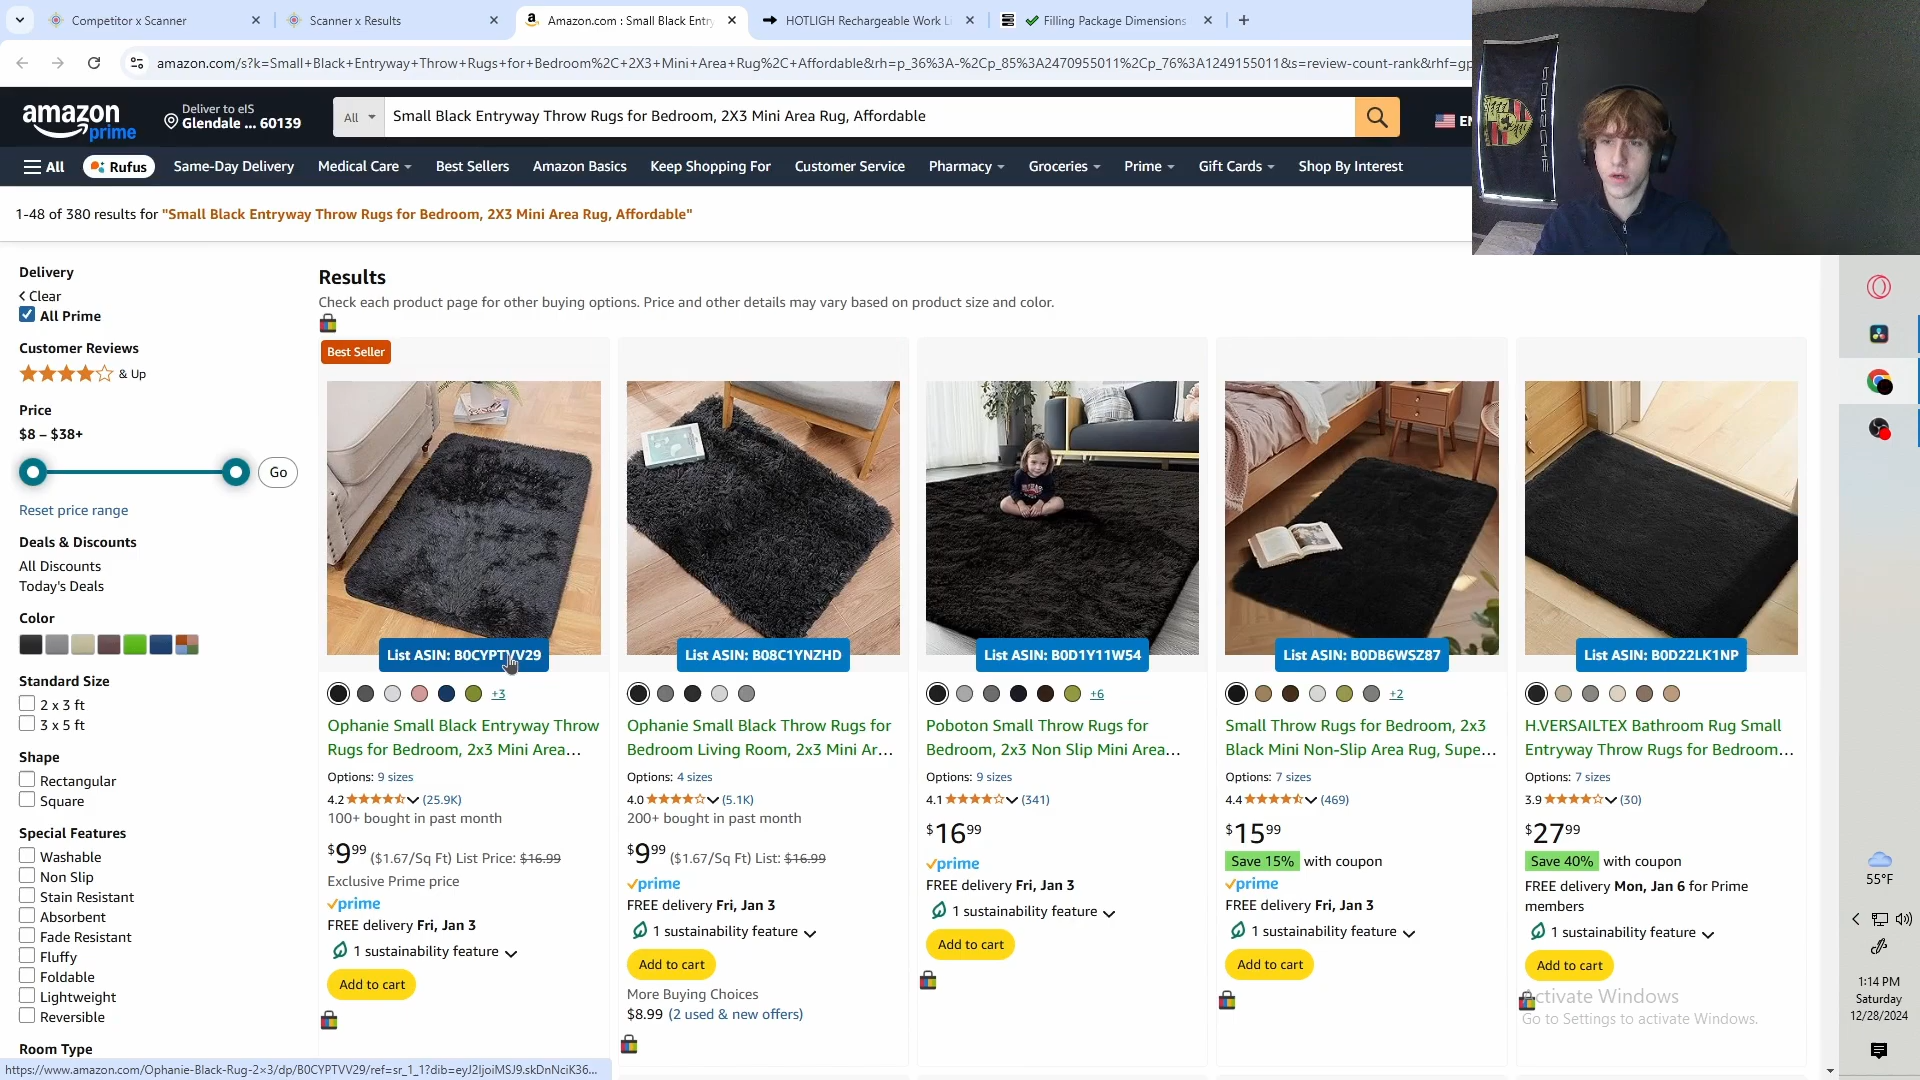 Competitor x Scanner
Scanner x Results
Amazon.com : Small Black Entry
HOTLIGH Rechargeable Work Li
Filling Package Dimensions
amazon.com/s?k=Small+Black+Entryway+Throw+Rugs+for+Bedroom%2C+2X3+Mini+Area+Rug%2C+Affordable&rh=p_36%3A-%2Cp_85%3A2470955011%2Cp_76%3A1249155011&s=review-count-rank&rhf=gp
amazon
prime
Deliver to eIS
Glendale ... 60139
All
Small Black Entryway Throw Rugs for Bedroom, 2X3 Mini Area Rug, Affordable
EN
All
Rufus
Same-Day Delivery
Medical Care
Best Sellers
Amazon Basics
Keep Shopping For
Customer Service
Pharmacy
Groceries
Prime
Gift Cards
Shop By Interest
1-48 of 380 results for "Small Black Entryway Throw Rugs for Bedroom, 2X3 Mini Area Rug, Affordable"
Delivery
Clear
All Prime
Customer Reviews
& Up
Price
$8 – $38+
Go
Reset price range
Deals & Discounts
All Discounts
Today's Deals
Color
Standard Size
2 x 3 ft
3 x 5 ft
Shape
Rectangular
Square
Special Features
Washable
Non Slip
Stain Resistant
Absorbent
Fade Resistant
Fluffy
Foldable
Lightweight
Reversible
Room Type
Results
Check each product page for other buying options. Price and other details may vary based on product size and color.
Best Seller
List ASIN: B0CYPTVV29
+3
Ophanie Small Black Entryway Throw
Rugs for Bedroom, 2x3 Mini Area...
Options: 9 sizes
4.2 (25.9K)
100+ bought in past month
$9.99 ($1.67/Sq Ft) List Price: $16.99
Exclusive Prime price
prime
FREE delivery Fri, Jan 3
1 sustainability feature
Add to cart
List ASIN: B08C1YNZHD
Ophanie Small Black Throw Rugs for
Bedroom Living Room, 2x3 Mini Ar...
Options: 4 sizes
4.0 (5.1K)
200+ bought in past month
$9.99 ($1.67/Sq Ft) List: $16.99
prime
FREE delivery Fri, Jan 3
1 sustainability feature
Add to cart
More Buying Choices
$8.99 (2 used & new offers)
List ASIN: B0D1Y11W54
+6
Poboton Small Throw Rugs for
Bedroom, 2x3 Non Slip Mini Area...
Options: 9 sizes
4.1 (341)
$16.99
prime
FREE delivery Fri, Jan 3
1 sustainability feature
Add to cart
List ASIN: B0DB6WSZ87
+2
Small Throw Rugs for Bedroom, 2x3
Black Mini Non-Slip Area Rug, Supe...
Options: 7 sizes
4.4 (469)
$15.99
Save 15% with coupon
prime
FREE delivery Fri, Jan 3
1 sustainability feature
Add to cart
List ASIN: B0D22LK1NP
H.VERSAILTEX Bathroom Rug Small
Entryway Throw Rugs for Bedroom...
Options: 7 sizes
3.9 (30)
$27.99
Save 40% with coupon
FREE delivery Mon, Jan 6 for Prime
members
1 sustainability feature
Add to cart
Activate Windows
Go to Settings to activate Windows.
55°F
1:14 PM
Saturday
12/28/2024
https://www.amazon.com/Ophanie-Black-Rug-2×3/dp/B0CYPTVV29/ref=sr_1_1?dib=eyJ2IjoiMSJ9.skDnNciK36...